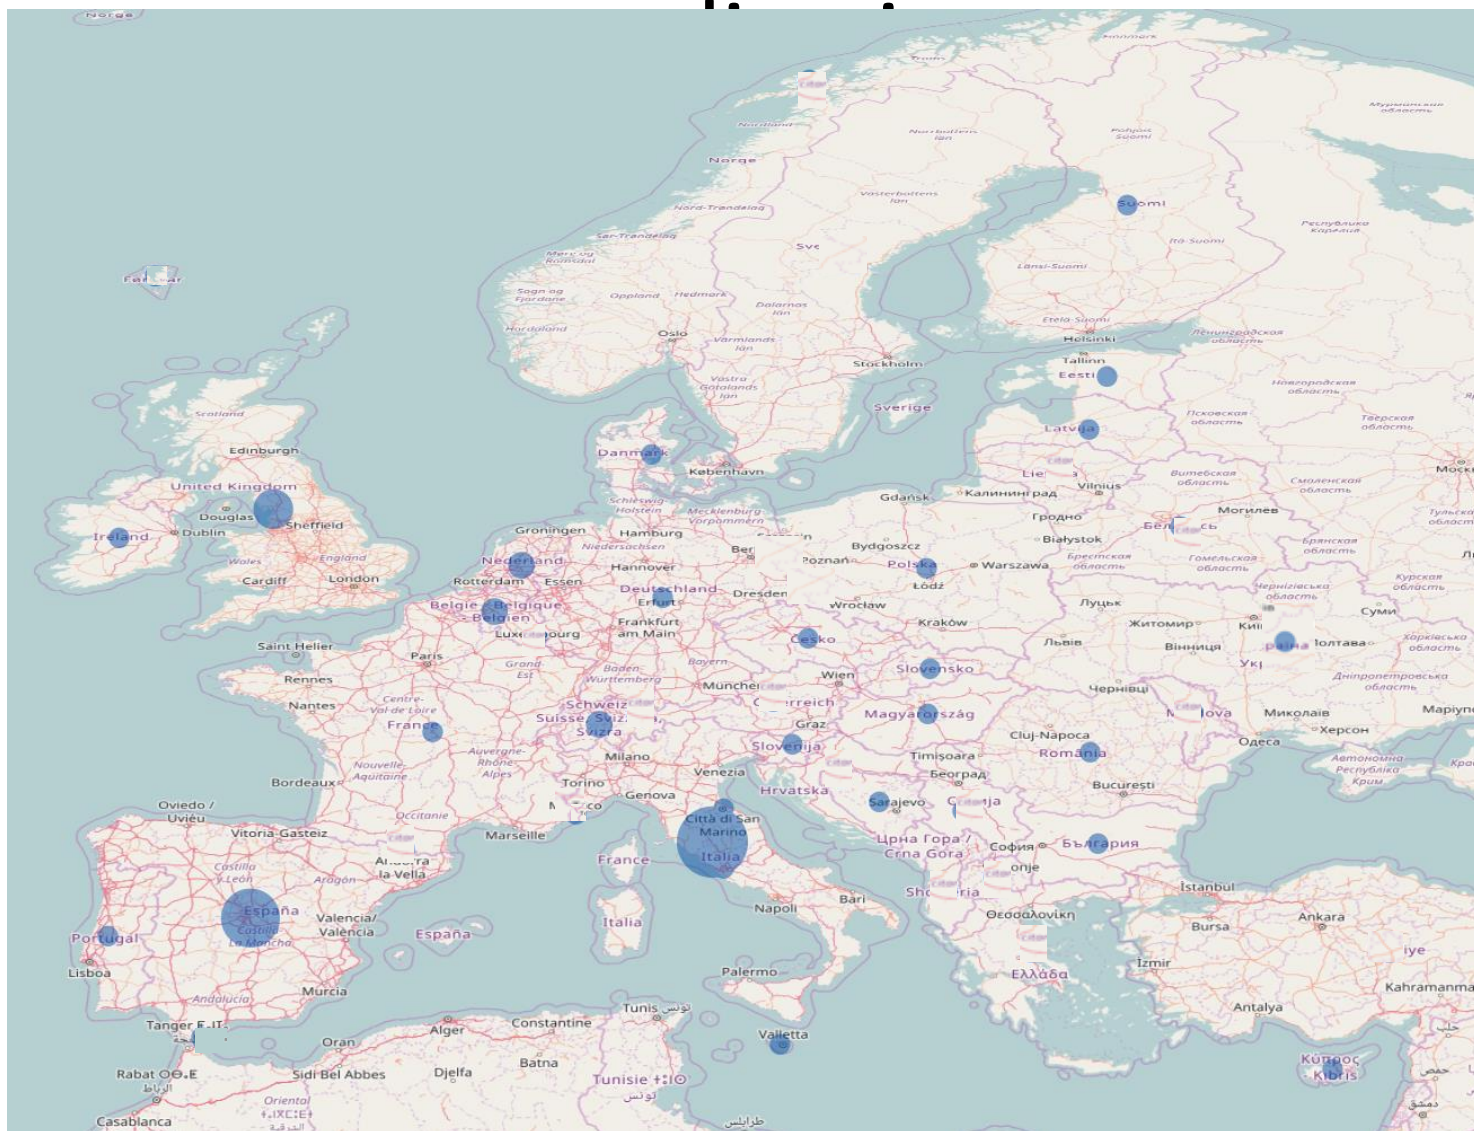 Norge
Finnmark
Troms
Мурманская
область
Nordland
Norrbottens
län
Pohjois-
Suomi
Norge
Västerbottens
län
Suomi
Nord-Trøndelag
Республика
Карелия
Sør-Trøndelag
Itä-Suomi
Møre og
Romsdal
Länsi-Suomi
Sogn og
Fjordane
Oppland
Hedmark
Dalarnas
län
Hordaland
Oslo
Värmlands
län
Etelä-Suomi
Helsinki
Ленинградская
область
Stockholm
Tallinn
Eesti
Västra
Götalands
län
Новгородская
область
Sverige
Псковская
область
Тверская
область
Scotland
Latvija
Edinburgh
Danmark
København
Витебская
область
Смоленская
область
United Kingdom
Vilnius
Schleswig-
Holstein
Mecklenburg-
Vorpommern
Gdańsk
Калининград
Гродно
Могилев
Douglas
Sheffield
Ireland
Dublin
Groningen
Hamburg
Białystok
Брянская
область
Niedersachsen
Bydgoszcz
Wales
England
Nederland
Hannover
Poznań
Polska
Warszawa
Брестская
область
Гомельская
область
Cardiff
London
Rotterdam
Essen
Deutschland
Erfurt
Dresden
Łódź
Чернігівська
область
Курская
область
België - Belgique
Belgien
Wrocław
Луцьк
Суми
Frankfurt
am Main
Kraków
Житомир
Saint Helier
Paris
Česko
Львів
Вінниця
Харківська
область
Rennes
Grand-
Est
Baden-
Württemberg
Bayern
Slovensko
Wien
Дніпропетровська
область
Nantes
Centre-
Val de Loire
Чернівці
France
Magyarország
Graz
Миколаїв
Херсон
Svizra
Slovenija
Cluj-Napoca
Одеса
Auvergne-
Rhône-
Alpes
Milano
Timișoara
România
Nouvelle-
Aquitaine
Venezia
Београд
Автономна
Республіка
Крим
Bordeaux
Torino
Genova
Hrvatska
București
Oviedo /
Uviéu
Occitanie
Sarajevo
Vitoria-Gasteiz
Marseille
Città di San
Marino
Црна Гора /
Crna Gora
София
България
Castilla
y León
Aragón
la Vella
France
Italia
İstanbul
España
Castilla-
La Mancha
Valencia/
València
España
Italia
Napoli
Bari
Θεσσαλονίκη
Bursa
Ankara
Portugal
Lisboa
Palermo
Ελλάδα
İzmir
Murcia
Kahramanma
Andalucía
Antalya
Tanger
Alger
Constantine
Tunis تونس
Valletta
Oran
Rabat ⵔⴱⴰⵟ
الرباط
Sidi Bel Abbes
Djelfa
Batna
Tunisie
تونس
Κύπρος
Kıbrıs
حلب
حمص
دمشق
Oriental
الشرقية
Casablanca
طرابلس